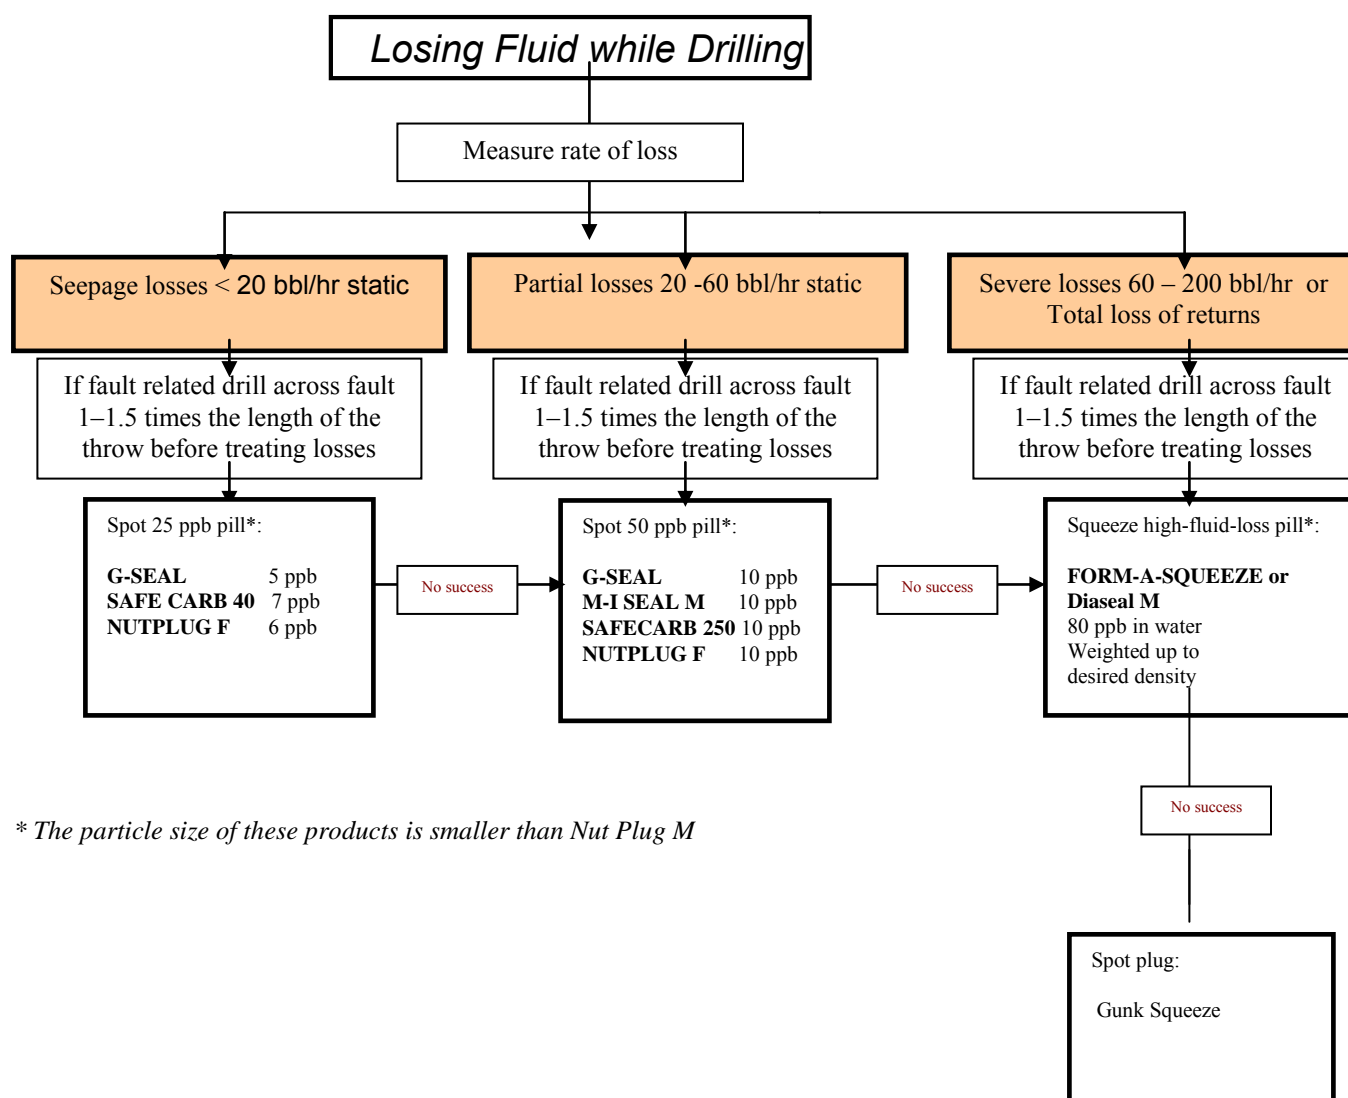 Losing Fluid while Drilling
Measure rate of loss
Seepage losses < 20 bbl/hr static
Partial losses 20 -60 bbl/hr static
Severe losses 60 – 200 bbl/hr or
Total loss of returns
If fault related drill across fault
1–1.5 times the length of the
throw before treating losses
If fault related drill across fault
1–1.5 times the length of the
throw before treating losses
If fault related drill across fault
1–1.5 times the length of the
throw before treating losses
Spot 25 ppb pill*:
G-SEAL 5 ppb
SAFE CARB 40 7 ppb
NUTPLUG F 6 ppb
No success
Spot 50 ppb pill*:
G-SEAL 10 ppb
M-I SEAL M 10 ppb
SAFECARB 250 10 ppb
NUTPLUG F 10 ppb
No success
Squeeze high-fluid-loss pill*:
FORM-A-SQUEEZE or
Diaseal M
80 ppb in water
Weighted up to
desired density
No success
* The particle size of these products is smaller than Nut Plug M
Spot plug:
Gunk Squeeze